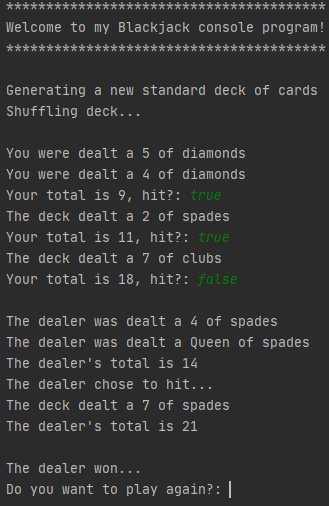 ****************************************
Welcome to my Blackjack console program!
****************************************
Generating a new standard deck of cards
Shuffling deck...
You were dealt a 5 of diamonds
You were dealt a 4 of diamonds
Your total is 9, hit?: true
The deck dealt a 2 of spades
Your total is 11, hit?: true
The deck dealt a 7 of clubs
Your total is 18, hit?: false
The dealer was dealt a 4 of spades
The dealer was dealt a Queen of spades
The dealer's total is 14
The dealer chose to hit...
The deck dealt a 7 of spades
The dealer's total is 21
The dealer won...
Do you want to play again?: